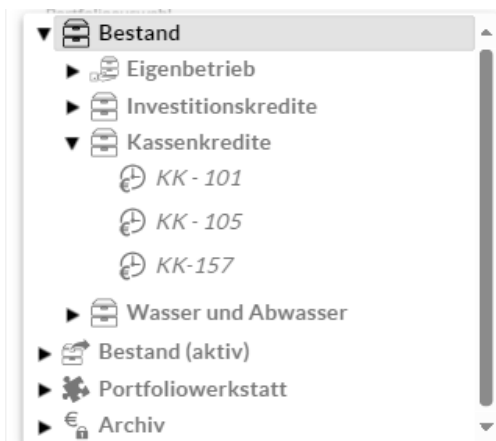 Bestand
Eigenbetrieb
Investitionskredite
Kassenkredite
KK - 101
KK - 105
KK-157
Wasser und Abwasser
Bestand (aktiv)
Portfoliowerkstatt
Archiv